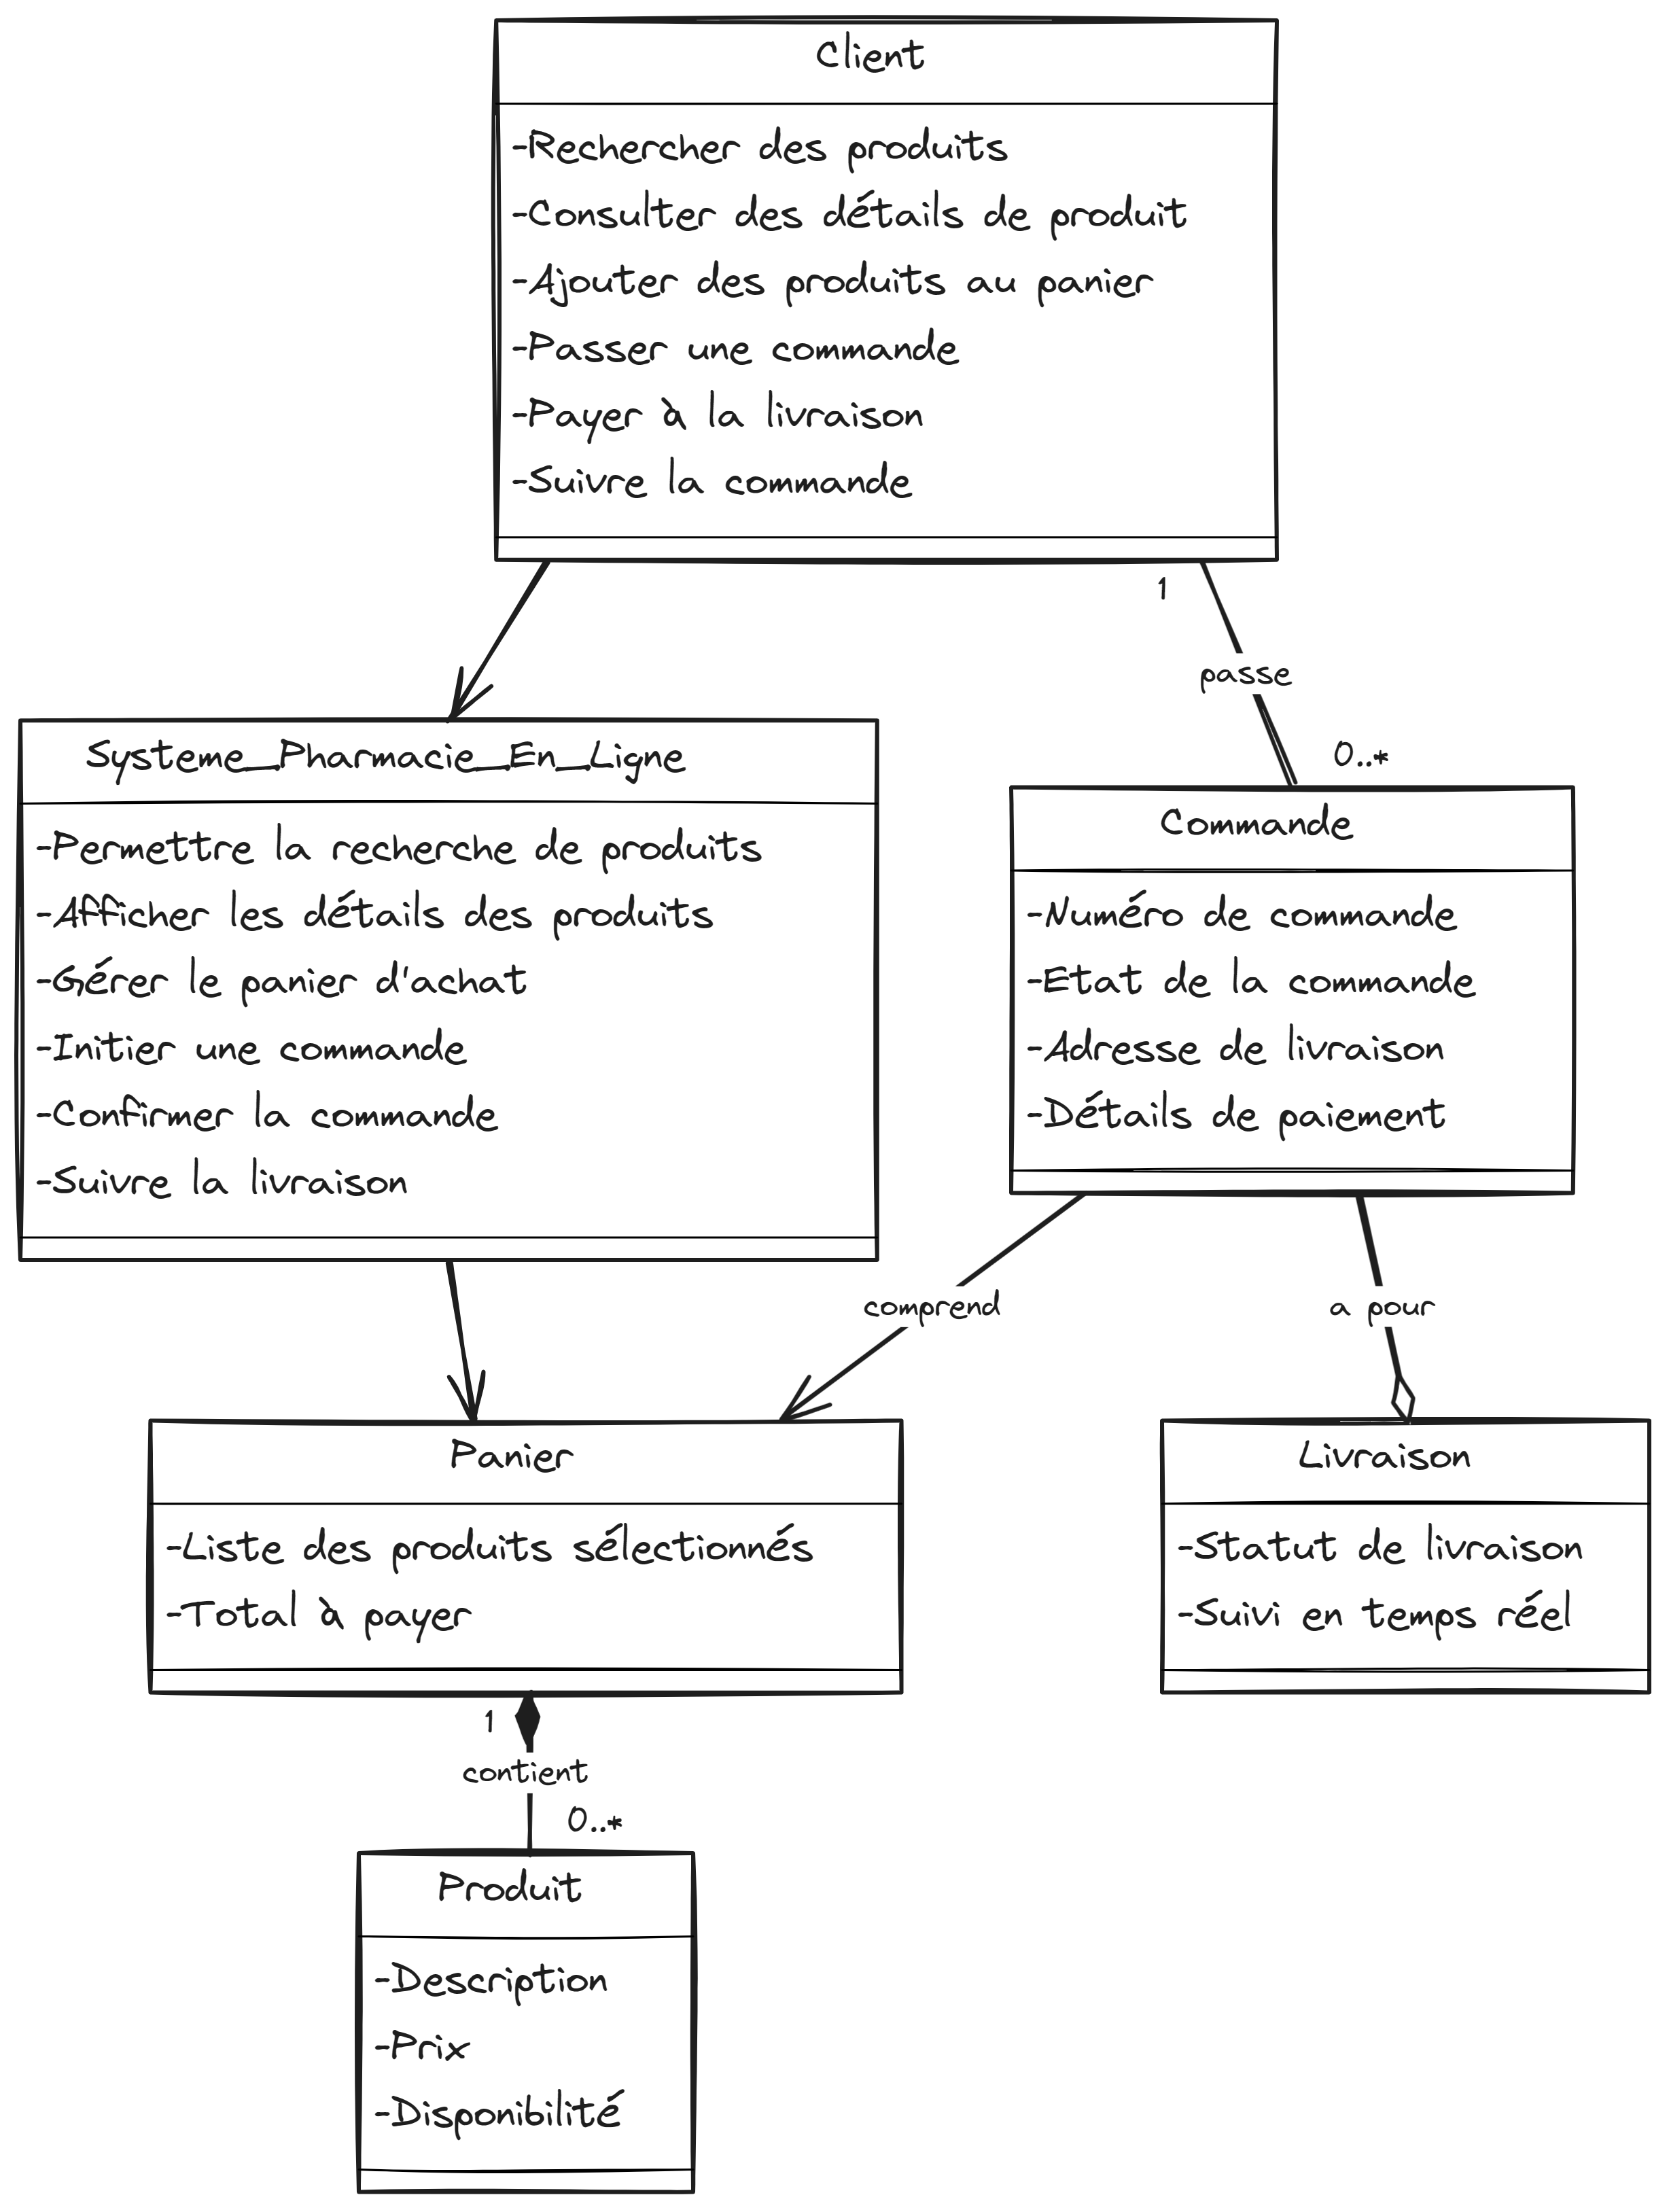 Client
-Rechercher des produits
-Consulter des détails de produit
-Ajouter des produits au panier
-Passer une commande
-Payer à la livraison
-Suivre la commande
1
passe
0..*
Systeme_Pharmacie_En_Ligne
-Permettre la recherche de produits
-Afficher les détails des produits
-Gérer le panier d'achat
-Initier une commande
-Confirmer la commande
-Suivre la livraison
Commande
-Numéro de commande
-Etat de la commande
-Adresse de livraison
-Détails de paiement
comprend
a pour
Panier
-Liste des produits sélectionnés
-Total à payer
Livraison
-Statut de livraison
-Suivi en temps réel
1
contient
0..*
Produit
-Description
-Prix
-Disponibilité